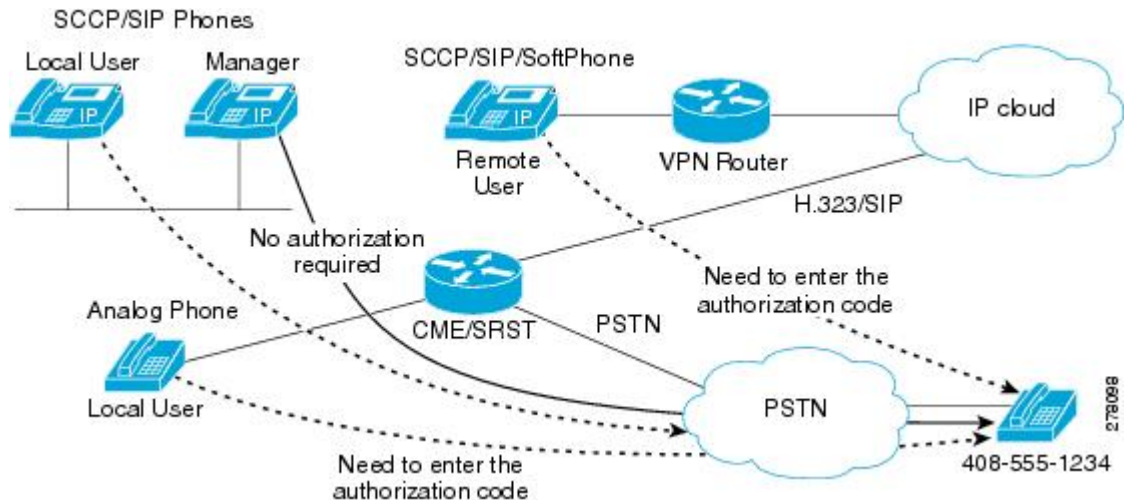 SCCP/SIP Phones
Local User
Manager
IP
IP
SCCP/SIP/SoftPhone
IP
Remote
User
VPN Router
IP cloud
H.323/SIP
No authorization
required
Need to enter the
authorization code
Analog Phone
CME/SRST
PSTN
Local User
PSTN
278098
408-555-1234
Need to enter the
authorization code